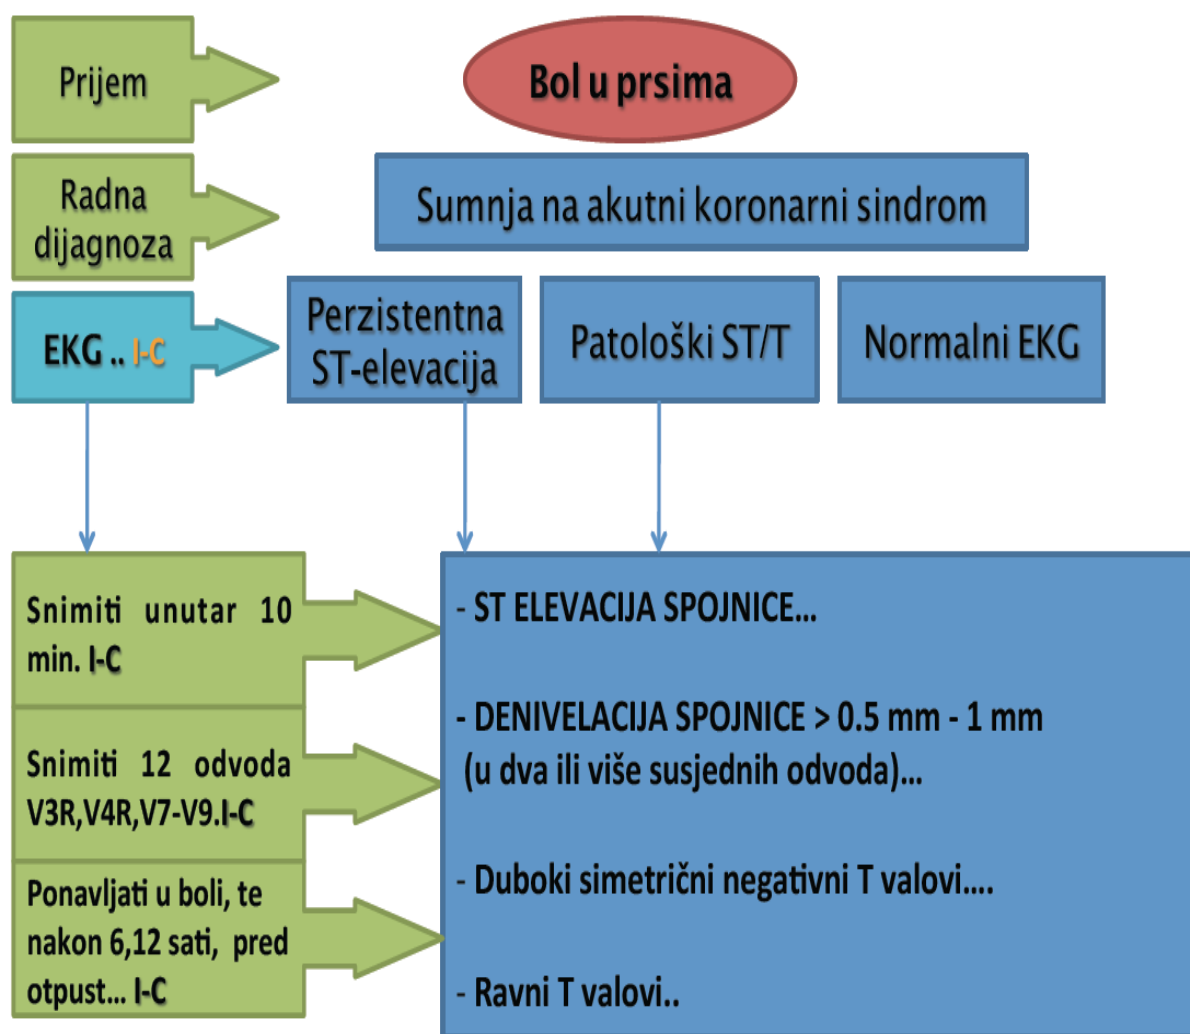 Prijem
Bol u prsima
Radna
dijagnoza
Sumnja na akutni koronarni sindrom
EKG .. I-C
Perzistentna
ST-elevacija
Patološki ST/T
Normalni EKG
Snimiti unutar 10
min. I-C
Snimiti 12 odvoda
V3R,V4R,V7-V9.I-C
Ponavljati u boli, te
nakon 6,12 sati, pred
otpust... I-C
- ST ELEVACIJA SPOJNICE...
- DENIVELACIJA SPOJNICE > 0.5 mm - 1 mm
(u dva ili više susjednih odvoda)...
- Duboki simetrični negativni T valovi....
- Ravni T valovi..